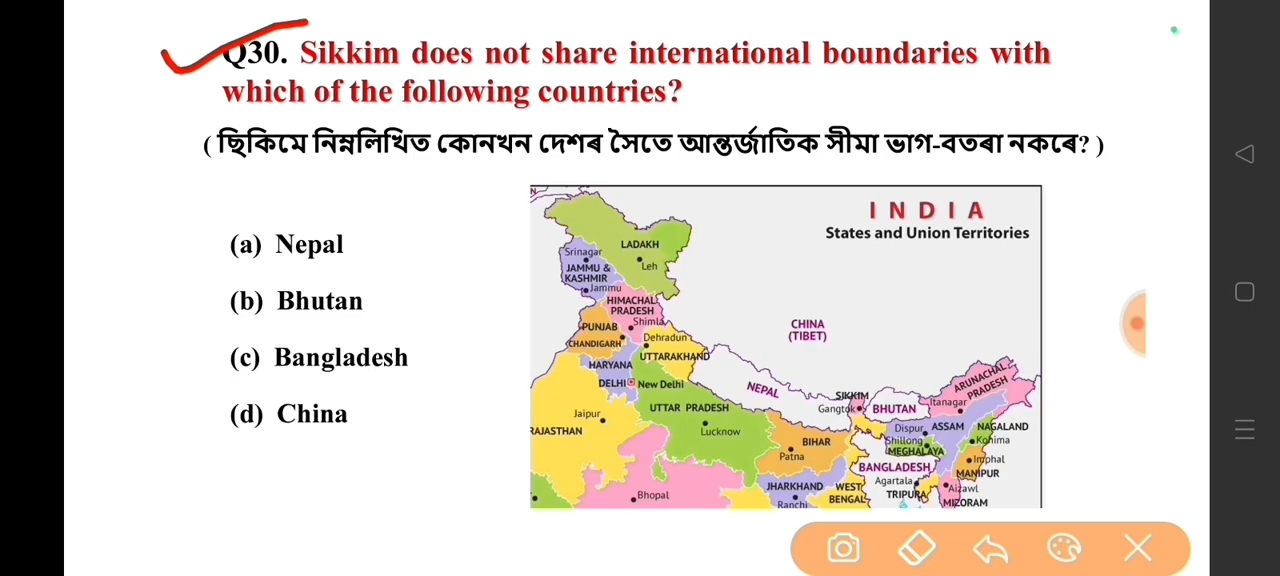 Q30. Sikkim does not share international boundaries with
which of the following countries?
( ছিকিমে নিম্নলিখিত কোনখন দেশৰ সৈতে আন্তৰ্জাতিক সীমা ভাগ-বতৰা নকৰে? )
(a) Nepal
(b) Bhutan
(c) Bangladesh
(d) China
INDIA
States and Union Territories
LADAKH
Srinagar
Leh
JAMMU &
KASHMIR
Jammu
HIMACHAL
PRADESH
Shimla
CHINA
(TIBET)
PUNJAB
CHANDIGARH
Dehradun
UTTARAKHAND
HARYANA
DELHI
New Delhi
NEPAL
SIKKIM
Gangtok
BHUTAN
ARUNACHAL
PRADESH
Itanagar
Jaipur
UTTAR PRADESH
Lucknow
RAJASTHAN
BIHAR
Patna
Dispur
ASSAM
NAGALAND
Kohima
Shillong
MEGHALAYA
Imphal
MANIPUR
BANGLADESH
Agartala
TRIPURA
Aizawl
MIZORAM
JHARKHAND
Ranchi
WEST
BENGAL
Bhopal